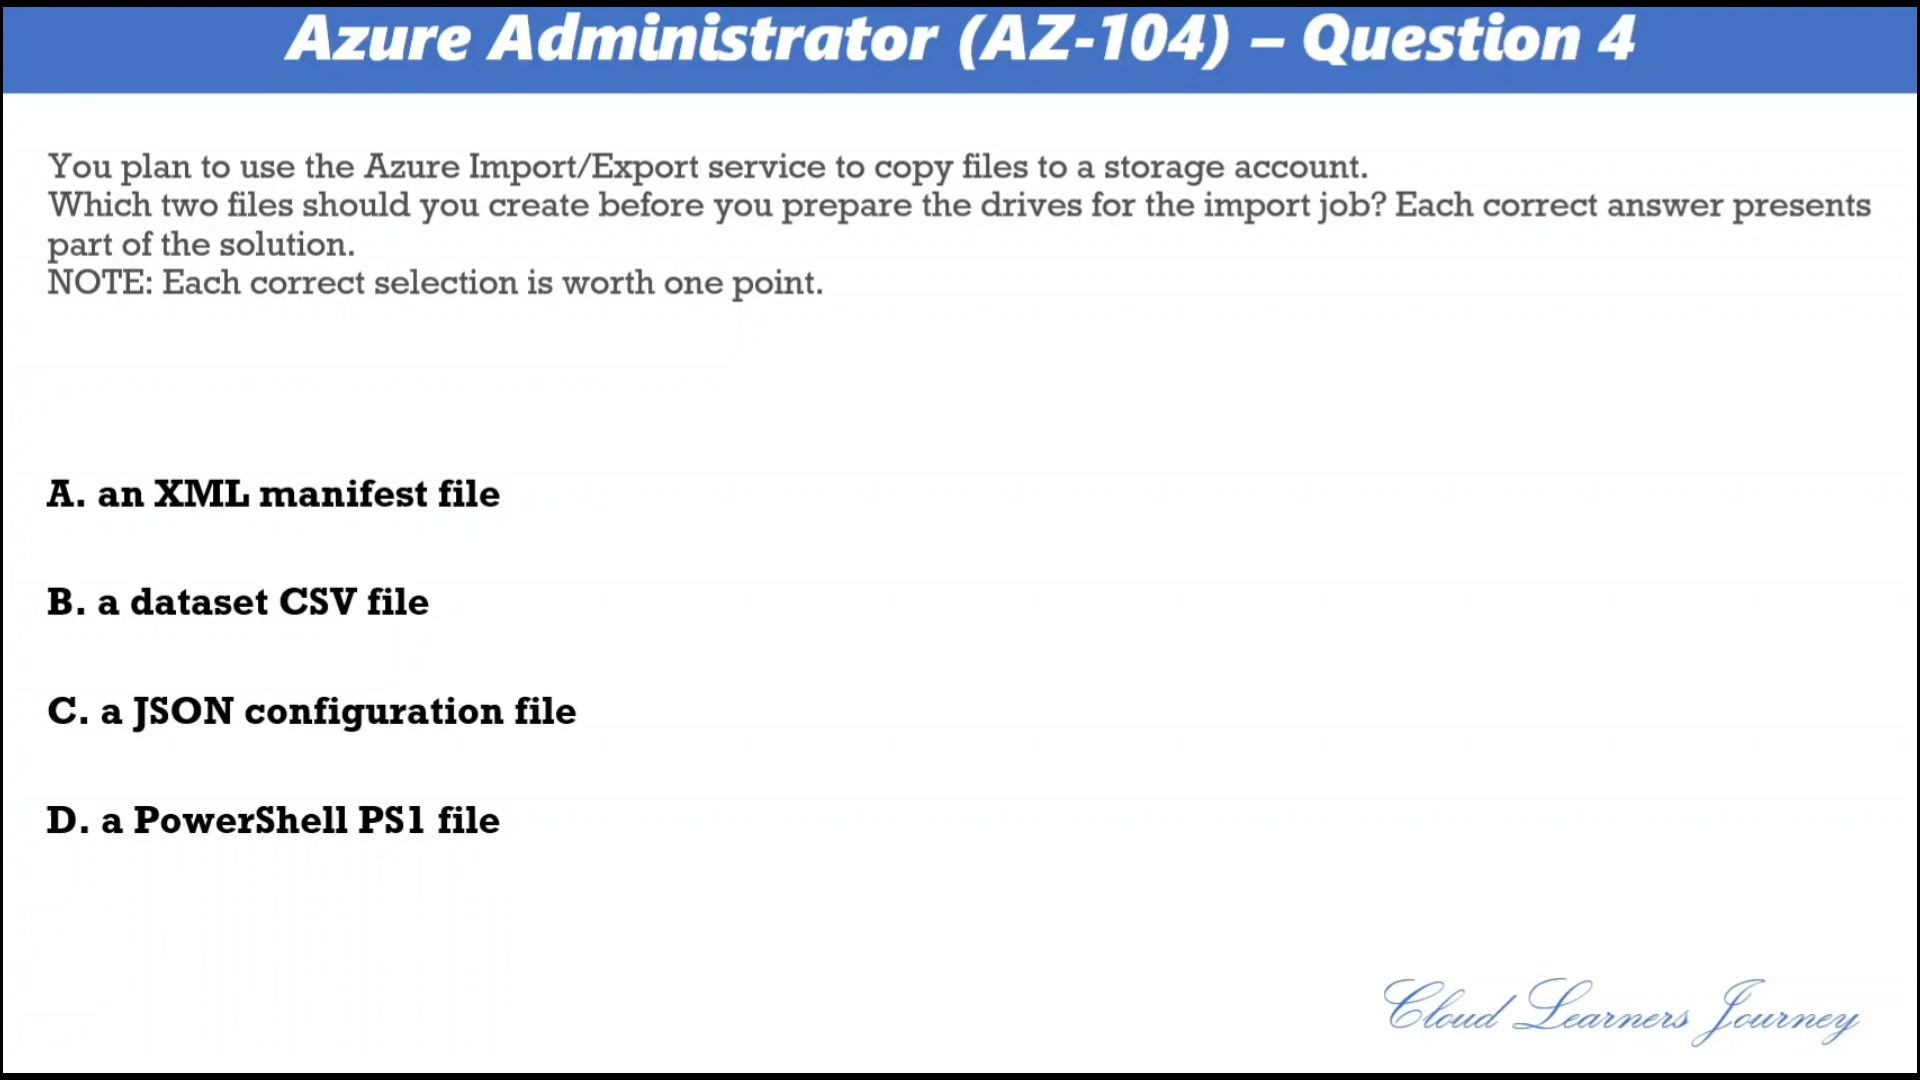 Azure Administrator (AZ-104) – Question 4
You plan to use the Azure Import/Export service to copy files to a storage account.
Which two files should you create before you prepare the drives for the import job? Each correct answer presents
part of the solution.
NOTE: Each correct selection is worth one point.
A. an XML manifest file
B. a dataset CSV file
C. a JSON configuration file
D. a PowerShell PS1 file
Cloud Learners Journey